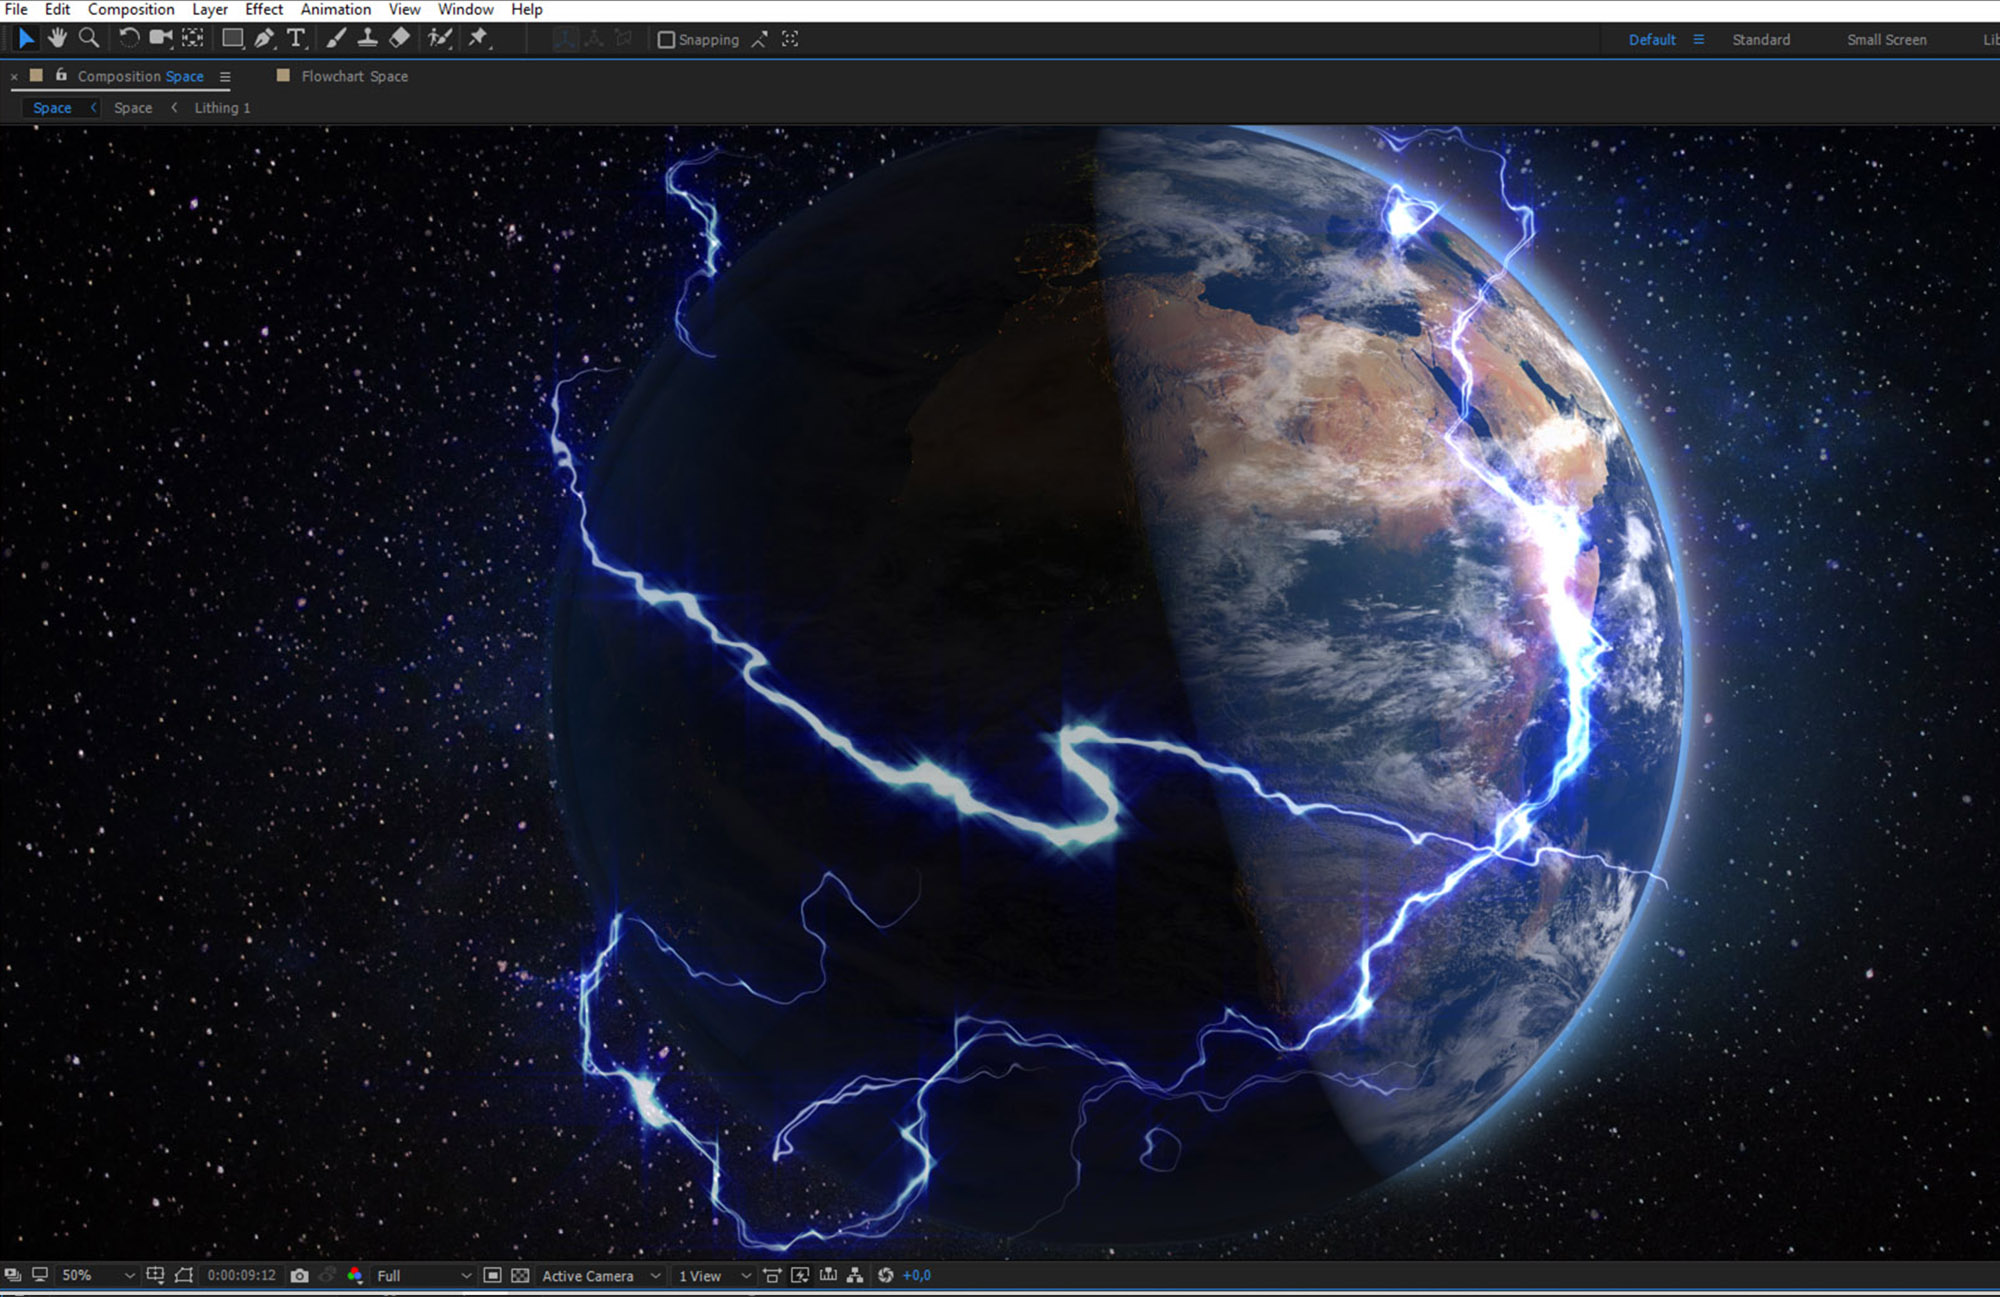 File Edit Composition Layer Effect Animation View Window Help
Snapping Default Standard Small Screen
Composition Space Flowchart Space
Space Space Lithing 1
50% 0:00:09:12 Full Active Camera 1 View +0,0